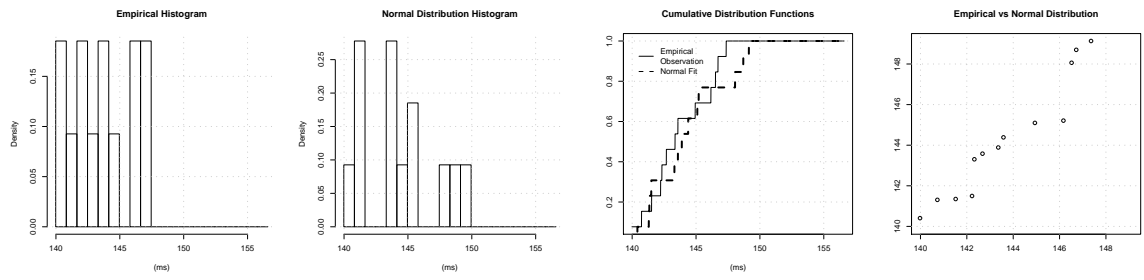 Empirical Histogram
Density
0.00 0.05 0.10 0.15
140 145 150 155
(ms)
Normal Distribution Histogram
Density
0.00 0.05 0.10 0.15 0.20 0.25
140 145 150 155
(ms)
Cumulative Distribution Functions
0.2 0.4 0.6 0.8 1.0
Empirical
Observation
Normal Fit
140 145 150 155
(ms)
Empirical vs Normal Distribution
140 141 142 144 146 148
140 142 144 146 148